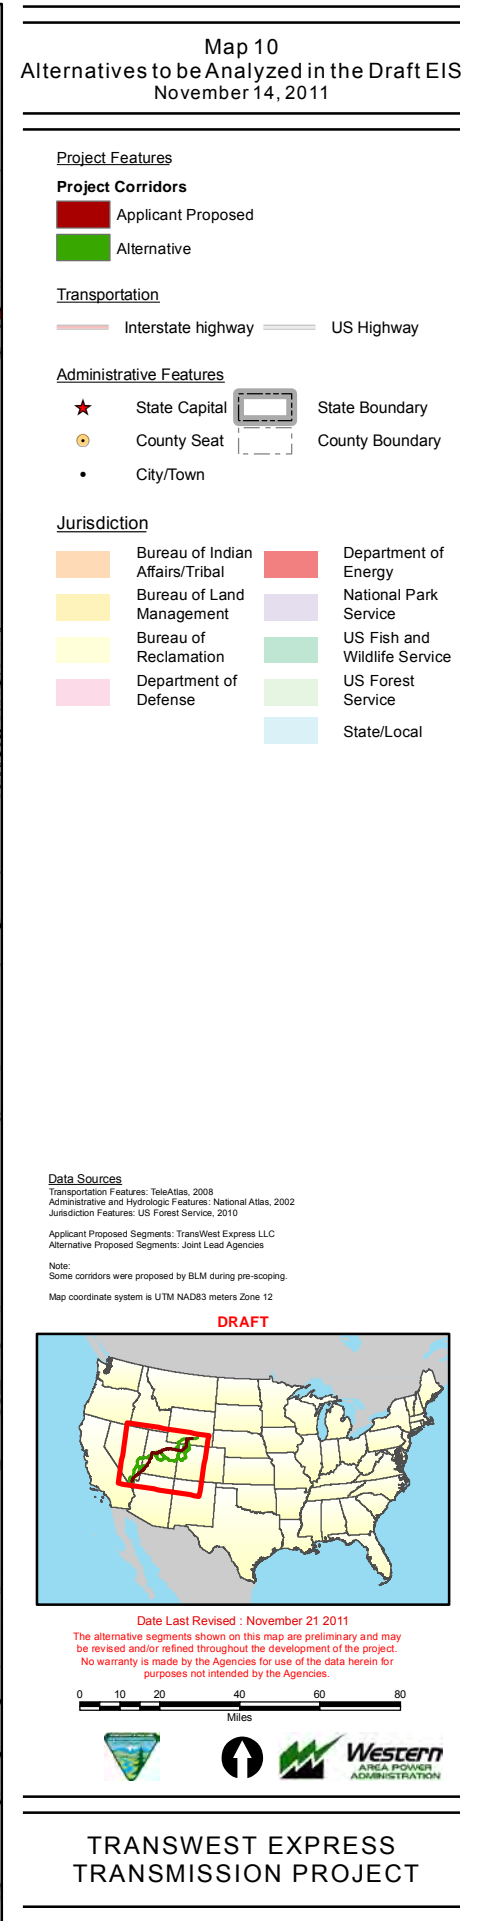 Map 10
Alternatives to be Analyzed in the Draft EIS
November 14, 2011
Project Features
Project Corridors
Applicant Proposed
Alternative
Transportation
Interstate highway
US Highway
Administrative Features
State Capital
State Boundary
County Seat
County Boundary
City/Town
Jurisdiction
Bureau of Indian
Affairs/Tribal
Bureau of Land
Management
Bureau of
Reclamation
Department of
Defense
Department of
Energy
National Park
Service
US Fish and
Wildlife Service
US Forest
Service
State/Local
Data Sources
Transportation Features: TeleAtlas, 2008
Administrative and Hydrologic Features: National Atlas, 2002
Jurisdiction Features: US Forest Service, 2010
Applicant Proposed Segments: TransWest Express LLC
Alternative Proposed Segments: Joint Lead Agencies
Note:
Some corridors were proposed by BLM during pre-scoping.
Map coordinate system is UTM NAD83 meters Zone 12
DRAFT
Date Last Revised : November 21 2011
The alternative segments shown on this map are preliminary and may
be revised and/or refined throughout the development of the project.
No warranty is made by the Agencies for use of the data herein for
purposes not intended by the Agencies.
0 10 20 40 60 80
Miles
Western
AREA POWER
ADMINISTRATION
TRANSWEST EXPRESS
TRANSMISSION PROJECT